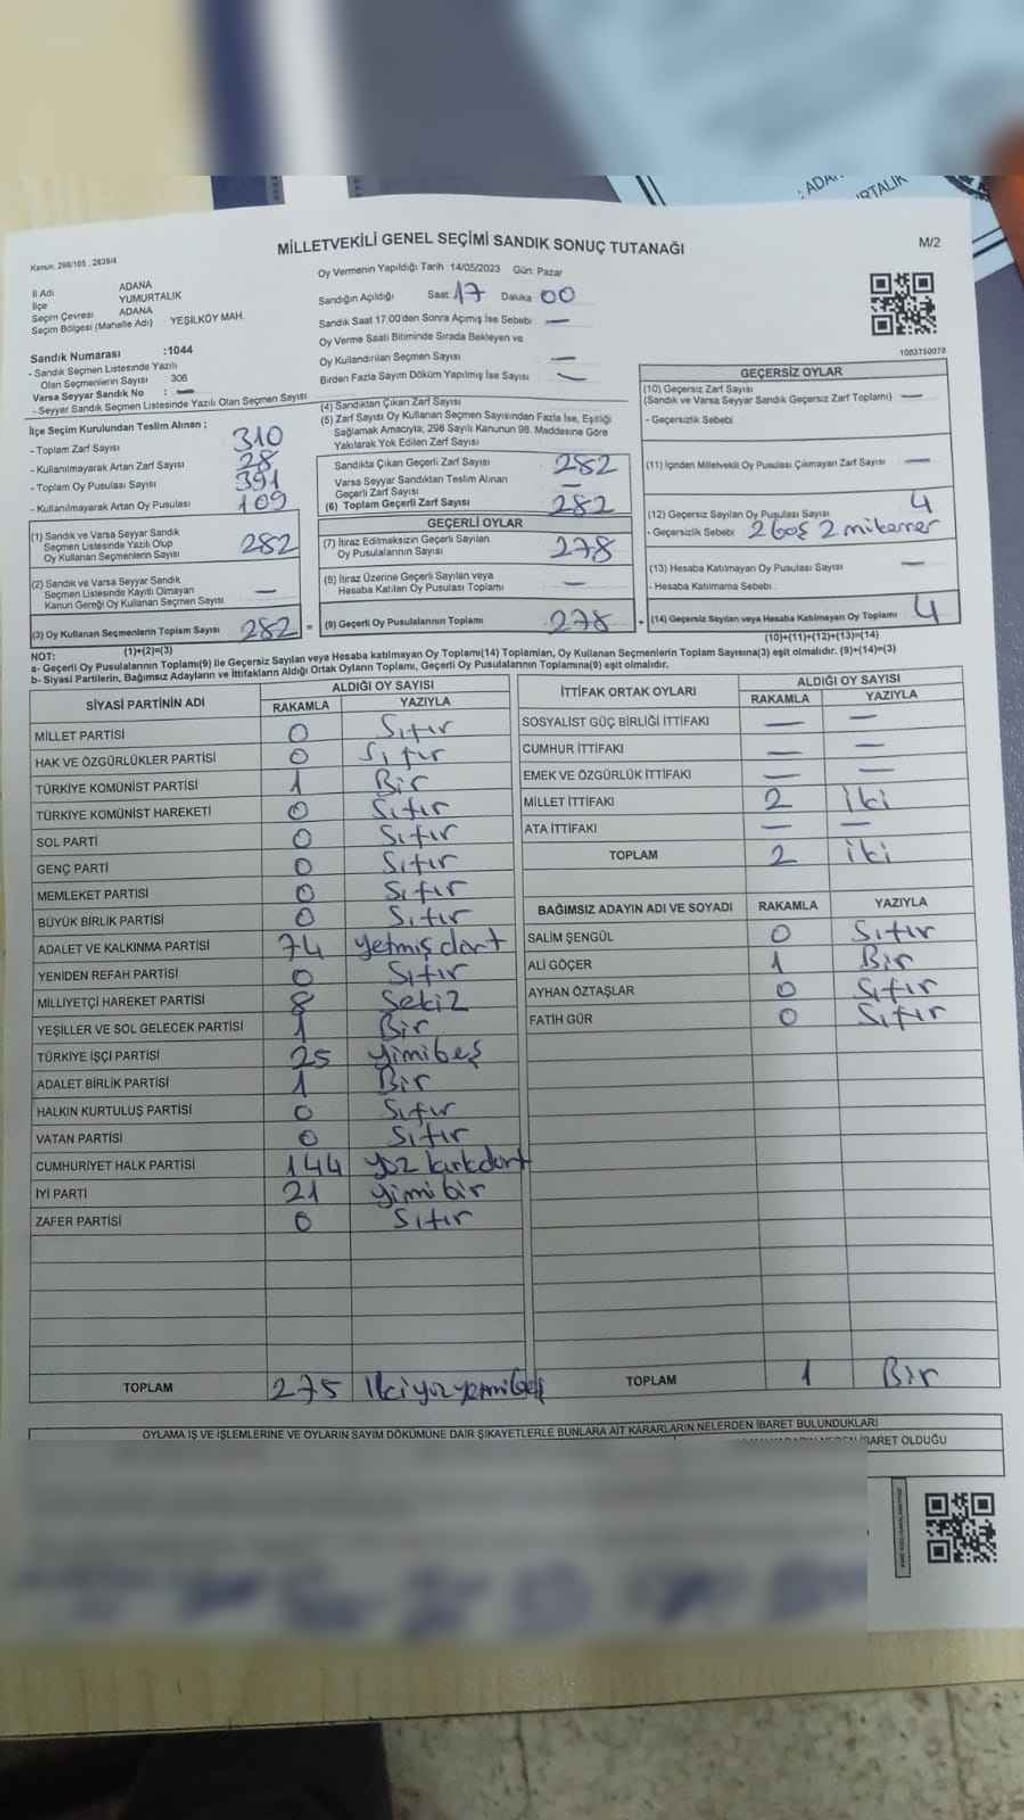 : ADA
RTALIK
MİLLETVEKİLİ GENEL SEÇİMİ SANDIK SONUÇ TUTANAĞI
M/2
Kanun: 298/105 , 2839/4
İl Adı ADANA
İlçe YUMURTALIK
Seçim Çevresi ADANA
Seçim Bölgesi (Mahalle Adı) YEŞİLKÖY MAH.
Oy Vermenin Yapıldığı Tarih :14/05/2023 Gün: Pazar
Sandığın Açıldığı Saat: 17 Dakika 00
Sandık Saat 17.00'den Sonra Açımış İse Sebebi —
Oy Verme Saati Bitiminde Sırada Bekleyen ve
Oy Kullandırılan Seçmen Sayısı —
Birden Fazla Sayım Döküm Yapılmış İse Sayısı —
1003750078
Sandık Numarası :1044
- Sandık Seçmen Listesinde Yazılı
Olan Seçmenlerin Sayısı 306
Varsa Seyyar Sandık No : —
- Seyyar Sandık Seçmen Listesinde Yazılı Olan Seçmen Sayısı
İlçe Seçim Kurulundan Teslim Alınan ;
- Toplam Zarf Sayısı 310
- Kullanılmayarak Artan Zarf Sayısı 28
- Toplam Oy Pusulası Sayısı 391
- Kullanılmayarak Artan Oy Pusulası 109
(1) Sandık ve Varsa Seyyar Sandık
Seçmen Listesinde Yazılı Olup
Oy Kullanan Seçmenlerin Sayısı 282
(2) Sandık ve Varsa Seyyar Sandık
Seçmen Listesinde Kayıtlı Olmayan
Kanun Gereği Oy Kullanan Seçmen Sayısı —
(3) Oy Kullanan Seçmenlerin Toplam Sayısı 282 =
(1)+(2)=(3)
(4) Sandıktan Çıkan Zarf Sayısı
(5) Zarf Sayısı Oy Kullanan Seçmen Sayısından Fazla İse, Eşitliği
Sağlamak Amacıyla, 298 Sayılı Kanunun 98. Maddesine Göre
Yakılarak Yok Edilen Zarf Sayısı
Sandıkta Çıkan Geçerli Zarf Sayısı 282
Varsa Seyyar Sandıktan Teslim Alınan
Geçerli Zarf Sayısı —
(6) Toplam Geçerli Zarf Sayısı 282
GEÇERLİ OYLAR
(7) İtiraz Edilmeksizin Geçerli Sayılan
Oy Pusulalarının Sayısı 278
(8) İtiraz Üzerine Geçerli Sayılan veya
Hesaba Katılan Oy Pusulası Toplamı —
(9) Geçerli Oy Pusulalarının Toplamı 278 +
GEÇERSİZ OYLAR
(10) Geçersiz Zarf Sayısı
(Sandık ve Varsa Seyyar Sandık Geçersiz Zarf Toplamı) —
- Geçersizlik Sebebi
(11) İçinden Milletvekili Oy Pusulası Çıkmayan Zarf Sayısı —
(12) Geçersiz Sayılan Oy Pusulası Sayısı 4
- Geçersizlik Sebebi 2 boş 2 mükerrer
(13) Hesaba Katılmayan Oy Pusulası Sayısı —
- Hesaba Katılmama Sebebi
(14) Geçersiz Sayılan veya Hesaba Katılmayan Oy Toplamı 4
(10)+(11)+(12)+(13)=(14)
NOT:
a- Geçerli Oy Pusulalarının Toplamı(9) ile Geçersiz Sayılan veya Hesaba katılmayan Oy Toplamı(14) Toplamları, Oy Kullanan Seçmenlerin Toplam Sayısına(3) eşit olmalıdır. (9)+(14)=(3)
b- Siyasi Partilerin, Bağımsız Adayların ve İttifakların Aldığı Ortak Oyların Toplamı, Geçerli Oy Pusulalarının Toplamına(9) eşit olmalıdır.
SİYASİ PARTİNİN ADI ALDIĞI OY SAYISI
RAKAMLA YAZIYLA
MİLLET PARTİSİ 0 Sıfır
HAK VE ÖZGÜRLÜKLER PARTİSİ 0 Sıfır
TÜRKİYE KOMÜNİST PARTİSİ 1 Bir
TÜRKİYE KOMÜNİST HAREKETİ 0 Sıfır
SOL PARTİ 0 Sıfır
GENÇ PARTİ 0 Sıfır
MEMLEKET PARTİSİ 0 Sıfır
BÜYÜK BİRLİK PARTİSİ 0 Sıfır
ADALET VE KALKINMA PARTİSİ 74 yetmiş dört
YENİDEN REFAH PARTİSİ 0 Sıfır
MİLLİYETÇİ HAREKET PARTİSİ 8 Sekiz
YEŞİLLER VE SOL GELECEK PARTİSİ 1 Bir
TÜRKİYE İŞÇİ PARTİSİ 25 yimibeş
ADALET BİRLİK PARTİSİ 1 Bir
HALKIN KURTULUŞ PARTİSİ 0 Sıfır
VATAN PARTİSİ 0 Sıfır
CUMHURİYET HALK PARTİSİ 144 yüz kırkdört
İYİ PARTİ 21 yimi bir
ZAFER PARTİSİ 0 Sıfır
TOPLAM 275 İkiyüzyetmişbeş
İTTİFAK ORTAK OYLARI ALDIĞI OY SAYISI
RAKAMLA YAZIYLA
SOSYALİST GÜÇ BİRLİĞİ İTTİFAKI — —
CUMHUR İTTİFAKI — —
EMEK VE ÖZGÜRLÜK İTTİFAKI — —
MİLLET İTTİFAKI 2 iki
ATA İTTİFAKI — —
TOPLAM 2 iki
BAĞIMSIZ ADAYIN ADI VE SOYADI RAKAMLA YAZIYLA
SALİM ŞENGÜL 0 Sıfır
ALİ GÖÇER 1 Bir
AYHAN ÖZTAŞLAR 0 Sıfır
FATİH GÜR 0 Sıfır
TOPLAM 1 Bir
OYLAMA İŞ VE İŞLEMLERİNE VE OYLARIN SAYIM DÖKÜMÜNE DAİR ŞİKAYETLERLE BUNLARA AİT KARARLARIN NELERDEN İBARET BULUNDUKLARI
İBARET OLDUĞU